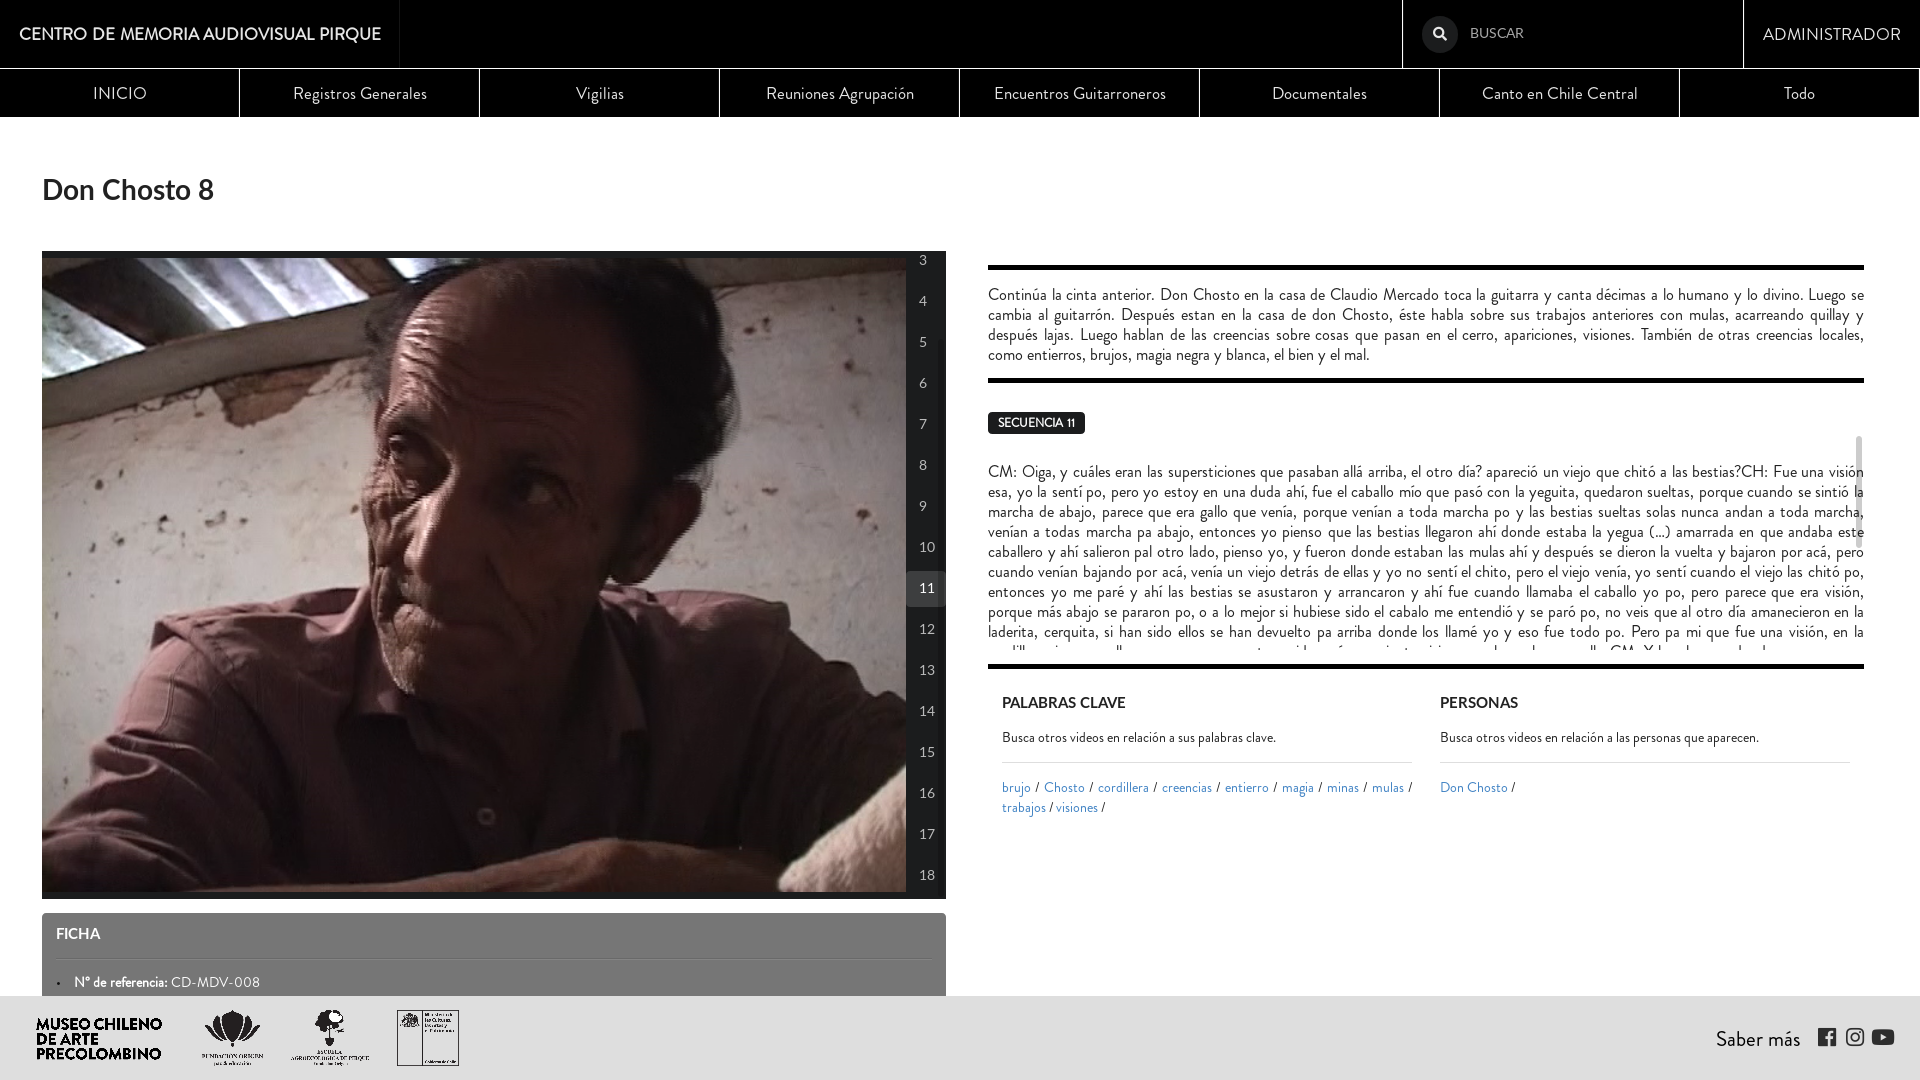 CENTRO DE MEMORIA AUDIOVISUAL PIRQUE
BUSCAR
ADMINISTRADOR
INICIO
Registros Generales
Vigilias
Reuniones Agrupación
Encuentros Guitarroneros
Documentales
Canto en Chile Central
Todo
Don Chosto 8
3
4
5
6
7
8
9
10
11
12
13
14
15
16
17
18
Continúa la cinta anterior. Don Chosto en la casa de Claudio Mercado toca la guitarra y canta décimas a lo humano y lo divino. Luego se
cambia al guitarrón. Después estan en la casa de don Chosto, éste habla sobre sus trabajos anteriores con mulas, acarreando quillay y
después lajas. Luego hablan de las creencias sobre cosas que pasan en el cerro, apariciones, visiones. También de otras creencias locales,
como entierros, brujos, magia negra y blanca, el bien y el mal.
SECUENCIA 11
CM: Oiga, y cuáles eran las supersticiones que pasaban allá arriba, el otro día? apareció un viejo que chitó a las bestias?CH: Fue una visión
esa, yo la sentí po, pero yo estoy en una duda ahí, fue el caballo mío que pasó con la yeguita, quedaron sueltas, porque cuando se sintió la
marcha de abajo, parece que era gallo que venía, porque venían a toda marcha po y las bestias sueltas solas nunca andan a toda marcha,
venían a todas marcha pa abajo, entonces yo pienso que las bestias llegaron ahí donde estaba la yegua (...) amarrada en que andaba este
caballero y ahí salieron pal otro lado, pienso yo, y fueron donde estaban las mulas ahí y después se dieron la vuelta y bajaron por acá, pero
cuando venían bajando por acá, venía un viejo detrás de ellas y yo no sentí el chito, pero el viejo venía, yo sentí cuando el viejo las chitó po,
entonces yo me paré y ahí las bestias se asustaron y arrancaron y ahí fue cuando llamaba el caballo yo po, pero parece que era visión,
porque más abajo se pararon po, o a lo mejor si hubiese sido el cabalo me entendió y se paró po, no veis que al otro día amanecieron en la
laderita, cerquita, si han sido ellos se han devuelto pa arriba donde los llamé yo y eso fue todo po. Pero pa mi que fue una visión, en la
PALABRAS CLAVE
Busca otros videos en relación a sus palabras clave.
brujo / Chosto / cordillera / creencias / entierro / magia / minas / mulas /
trabajos / visiones /
PERSONAS
Busca otros videos en relación a las personas que aparecen.
Don Chosto /
FICHA
• Nº de referencia: CD-MDV-008
MUSEO CHILENO
DE ARTE
PRECOLOMBINO
FUNDACION ORIGEN
ESCUELA
AGROECOLOGICA DE PIRQUE
Saber más